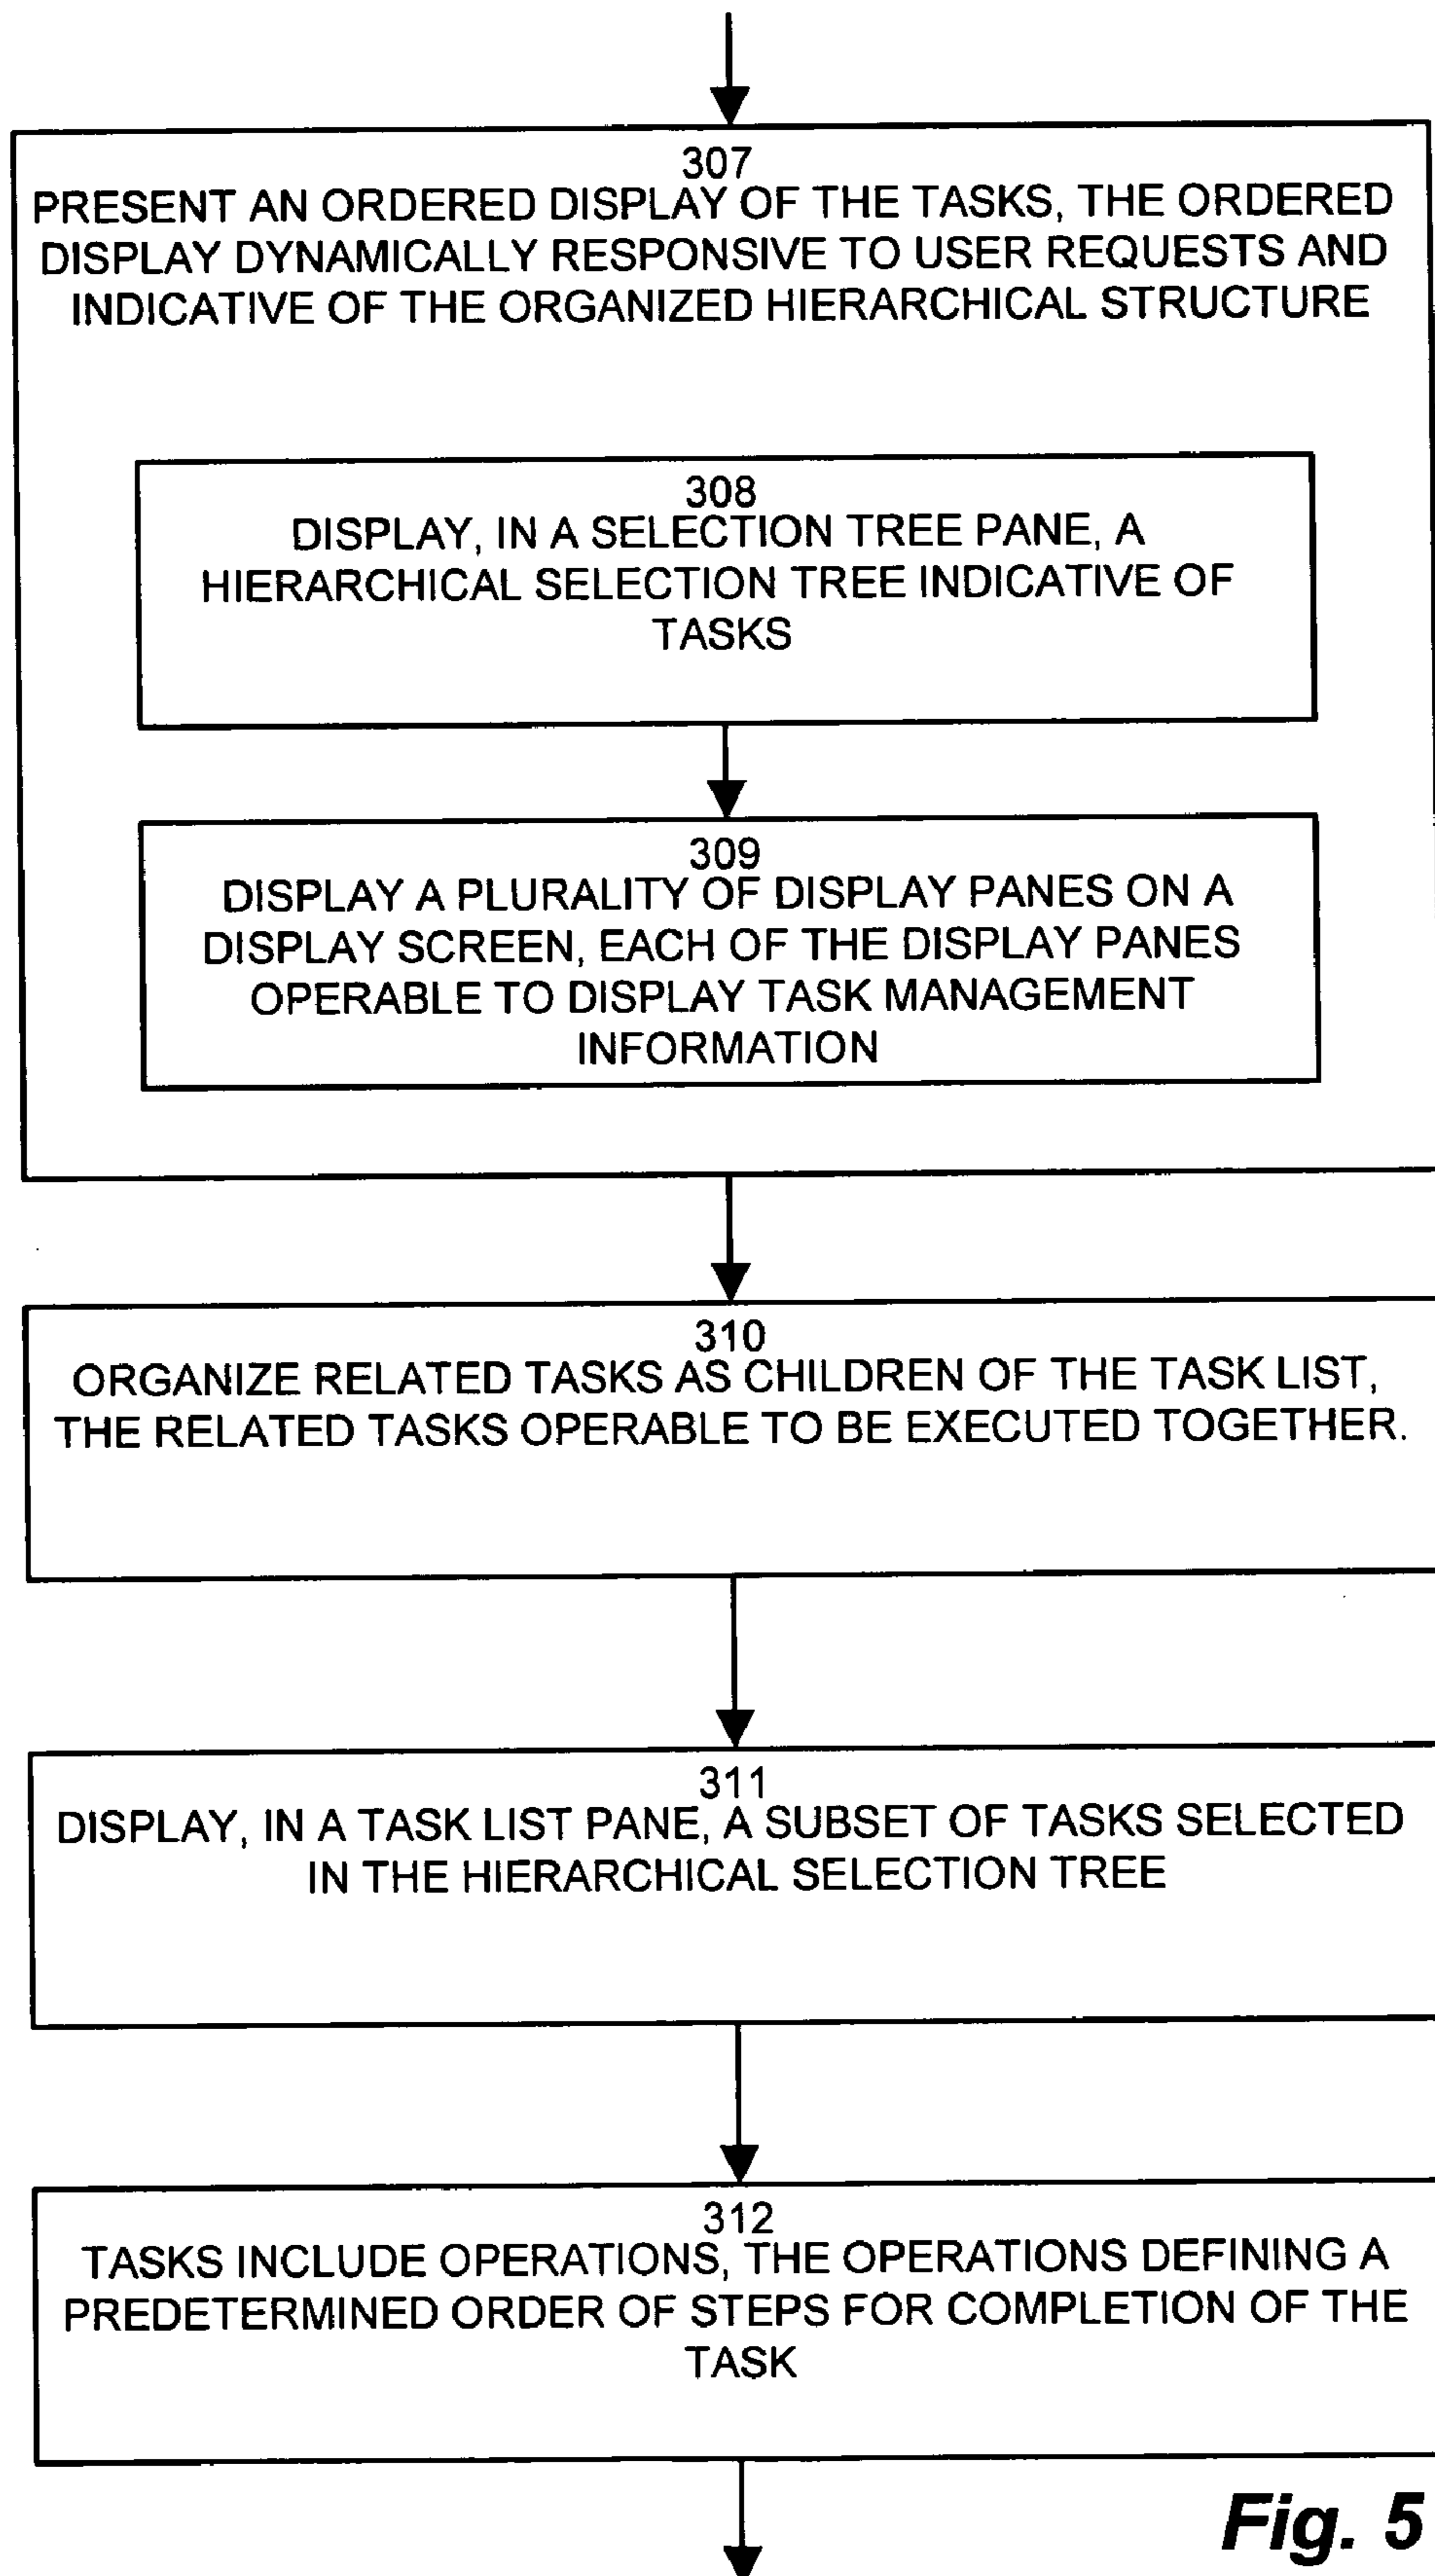 307
PRESENT AN ORDERED DISPLAY OF THE TASKS, THE ORDERED
DISPLAY DYNAMICALLY RESPONSIVE TO USER REQUESTS AND
INDICATIVE OF THE ORGANIZED HIERARCHICAL STRUCTURE
308
DISPLAY, IN A SELECTION TREE PANE, A
HIERARCHICAL SELECTION TREE INDICATIVE OF
TASKS
309
DISPLAY A PLURALITY OF DISPLAY PANES ON A
DISPLAY SCREEN, EACH OF THE DISPLAY PANES
OPERABLE TO DISPLAY TASK MANAGEMENT
INFORMATION
310
ORGANIZE RELATED TASKS AS CHILDREN OF THE TASK LIST,
THE RELATED TASKS OPERABLE TO BE EXECUTED TOGETHER.
311
DISPLAY, IN A TASK LIST PANE, A SUBSET OF TASKS SELECTED
IN THE HIERARCHICAL SELECTION TREE
312
TASKS INCLUDE OPERATIONS, THE OPERATIONS DEFINING A
PREDETERMINED ORDER OF STEPS FOR COMPLETION OF THE
TASK
Fig. 5